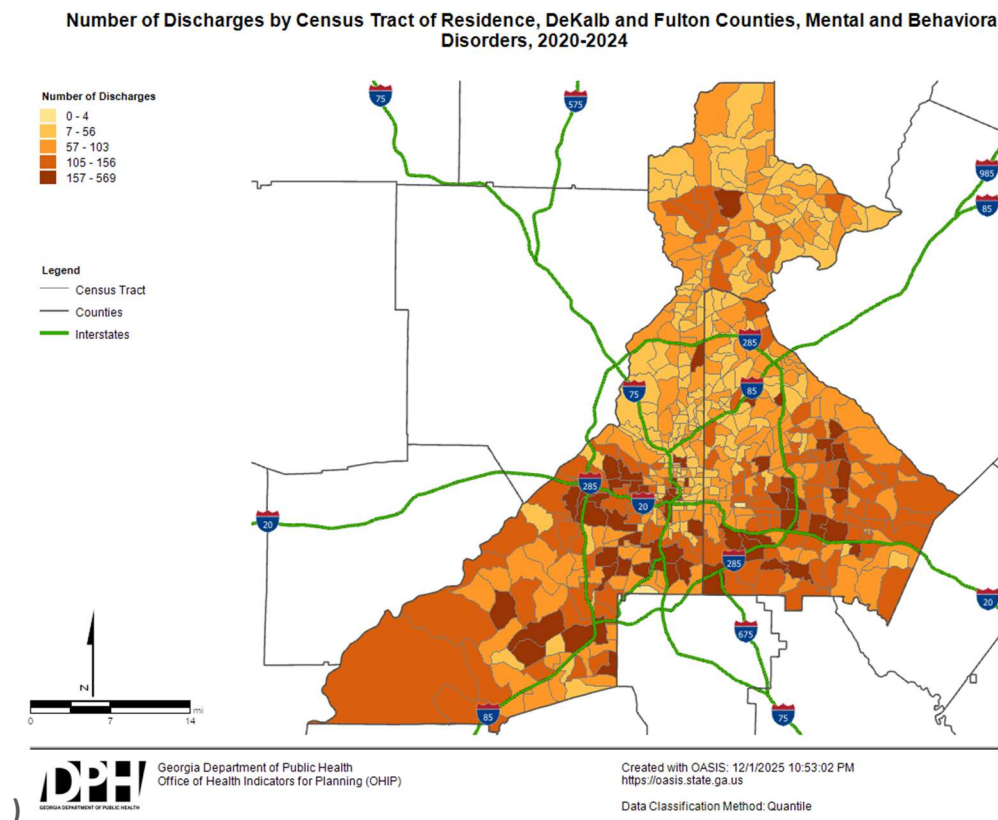 Number of Discharges by Census Tract of Residence, DeKalb and Fulton Counties, Mental and Behaviora
Disorders, 2020-2024
Number of Discharges
0 - 4
7 - 56
57 - 103
105 - 156
157 - 569
Legend
Census Tract
Counties
Interstates
75
575
985
85
285
75
85
285
20
20
285
20
675
85
75
N
0 7 14 mi
DPH
GEORGIA DEPARTMENT OF PUBLIC HEALTH
Georgia Department of Public Health
Office of Health Indicators for Planning (OHIP)
Created with OASIS: 12/1/2025 10:53:02 PM
https://oasis.state.ga.us
Data Classification Method: Quantile
)